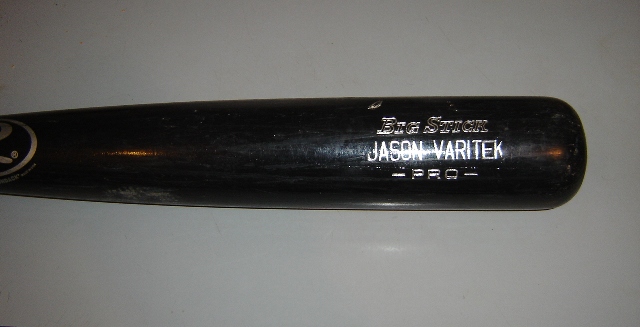 R®
BIG STICK
JASON VARITEK
-PRO-